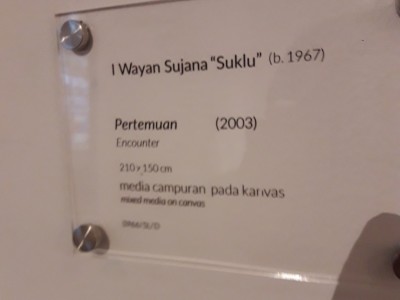 I Wayan Sujana "Suklu" (b. 1967)
Pertemuan (2003)
Encounter
210 x 150 cm
media campuran pada kanvas
mixed media on canvas